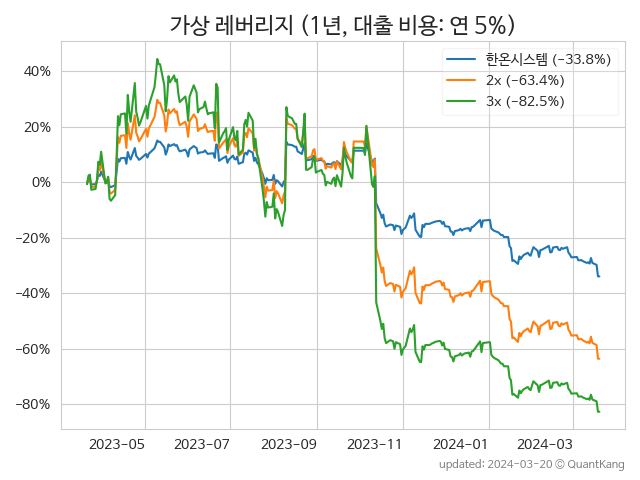 가상 레버리지 (1년, 대출 비용: 연 5%)
한온시스템 (−33.8%)
2x (−63.4%)
3x (−82.5%)
40%
20%
0%
−20%
−40%
−60%
−80%
2023-05 2023-07 2023-09 2023-11 2024-01 2024-03
updated: 2024-03-20 © QuantKang